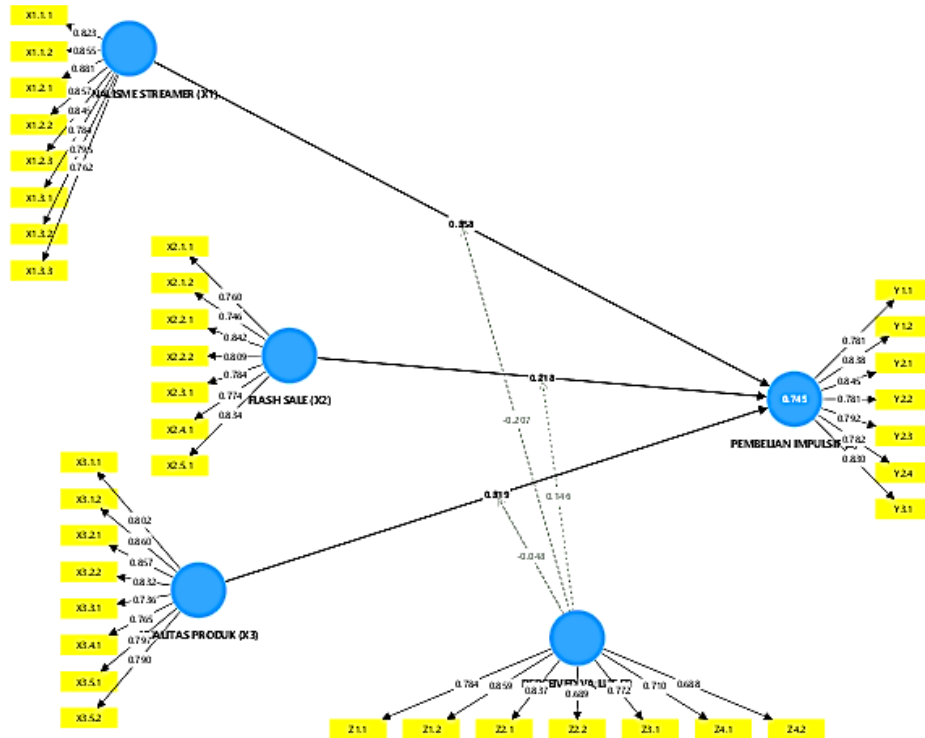 X1.1.1
X1.1.2
X1.2.1
X1.2.2
X1.2.3
X1.3.1
X1.3.2
X1.3.3
0.823
0.855
0.881
0.857
0.845
0.784
0.795
0.762
NALISME STREAMER (X1)
0.358
X2.1.1
X2.1.2
X2.2.1
X2.2.2
X2.3.1
X2.4.1
X2.5.1
0.760
0.746
0.842
0.809
0.784
0.774
0.834
FLASH SALE (X2)
0.218
Y1.1
Y1.2
Y2.1
Y2.2
Y2.3
Y2.4
Y3.1
0.781
0.838
0.845
0.781
0.792
0.782
0.830
0.745
PEMBELIAN IMPULSIF
-0.207
0.146
-0.048
X3.1.1
X3.1.2
X3.2.1
X3.2.2
X3.3.1
X3.4.1
X3.5.1
X3.5.2
0.802
0.860
0.857
0.832
0.736
0.765
0.797
0.790
ALITAS PRODUK (X3)
0.319
0.784
0.859
0.837
0.689
0.772
0.710
0.688
Z1.1
Z1.2
Z2.1
Z2.2
Z3.1
Z4.1
Z4.2